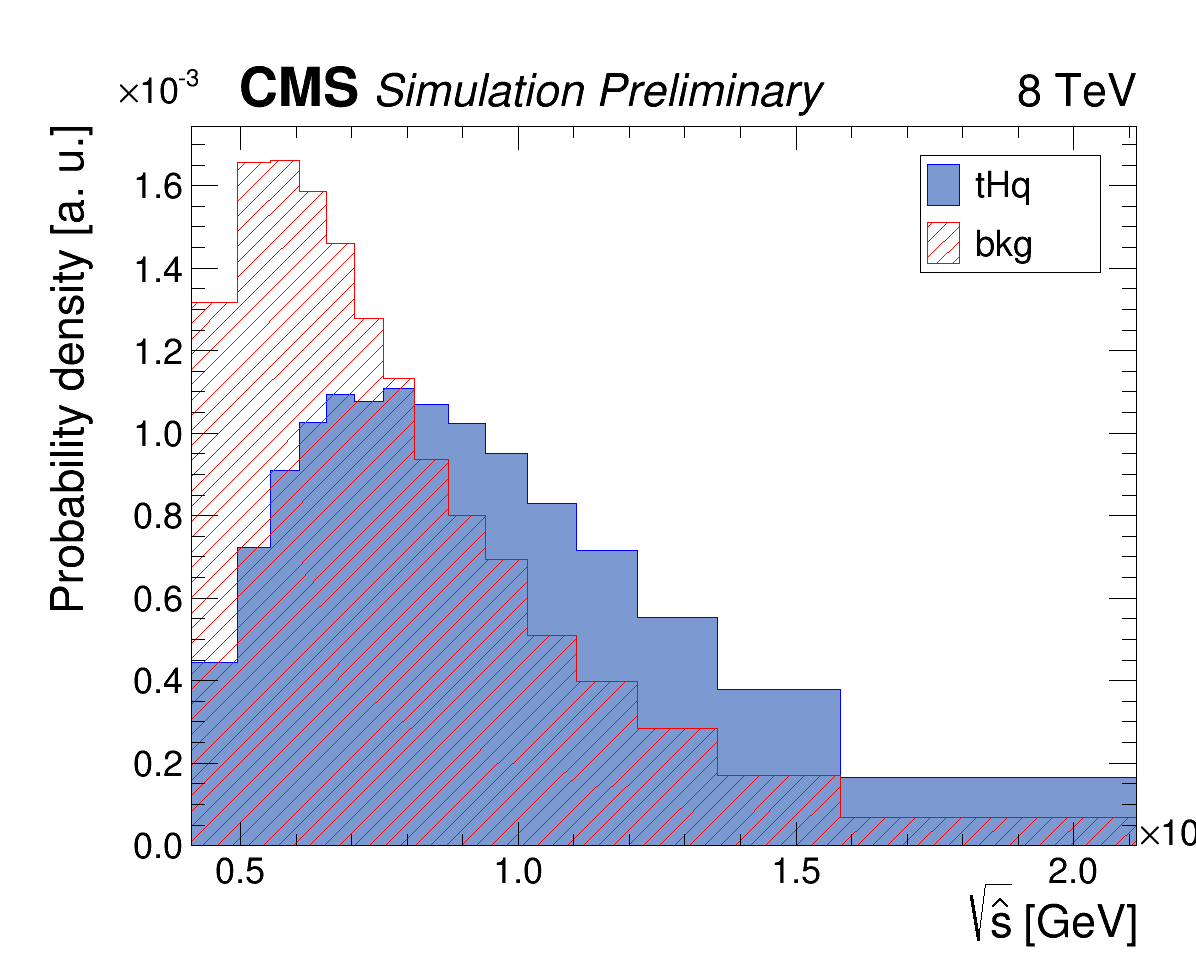 ×10-3 CMS Simulation Preliminary 8 TeV
Probability density [a. u.]
tHq
bkg
1.6
1.4
1.2
1.0
0.8
0.6
0.4
0.2
0.0
×10
0.5 1.0 1.5 2.0
√ŝ [GeV]